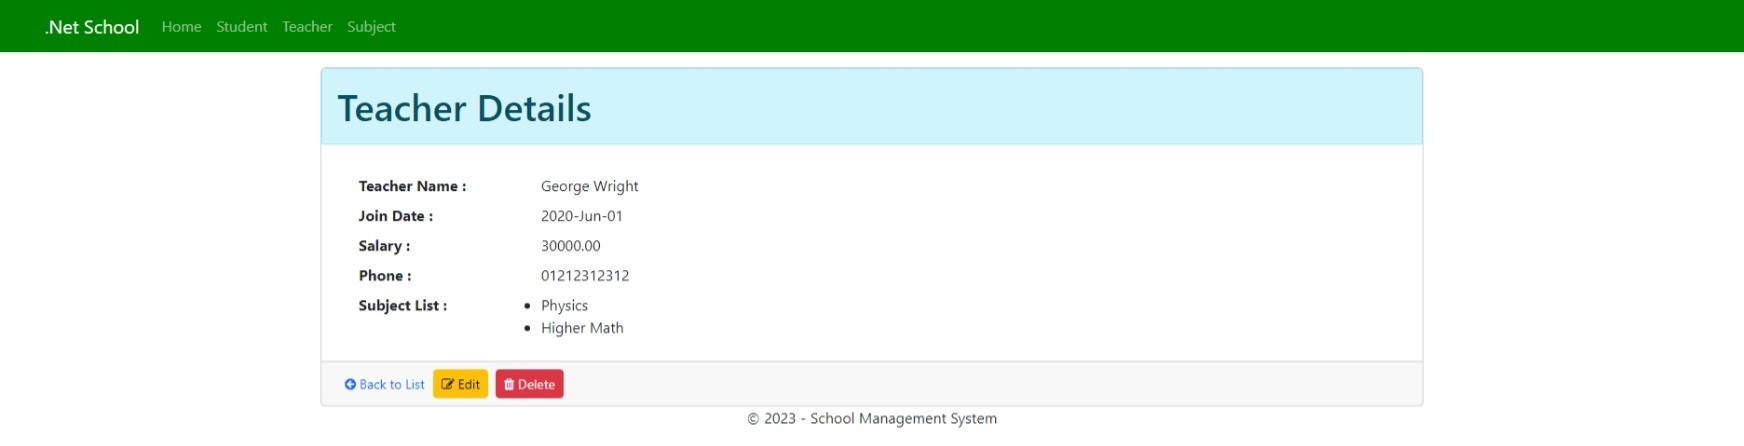 .Net School Home Student Teacher Subject
Teacher Details
Teacher Name : George Wright
Join Date : 2020-Jun-01
Salary : 30000.00
Phone : 01212312312
Subject List : • Physics
• Higher Math
Back to List Edit Delete
© 2023 - School Management System